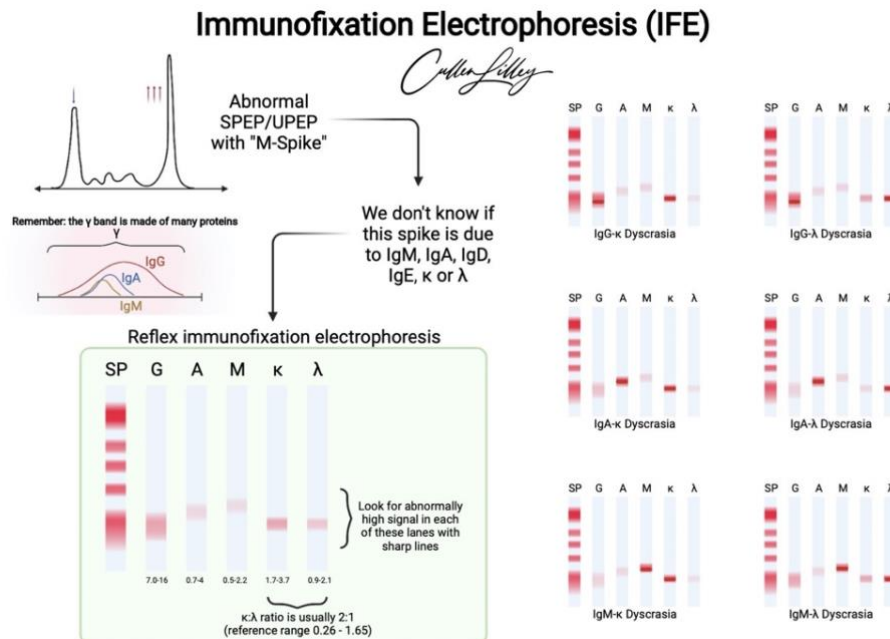 Immunofixation Electrophoresis (IFE)
Cullen Lilley
Abnormal
SPEP/UPEP
with "M-Spike"
Remember: the γ band is made of many proteins
γ
IgG
IgA
IgM
We don't know if
this spike is due
to IgM, IgA, IgD,
IgE, κ or λ
Reflex immunofixation electrophoresis
SP G A M κ λ
Look for abnormally
high signal in each
of these lanes with
sharp lines
7.0-16 0.7-4 0.5-2.2 1.7-3.7 0.9-2.1
κ:λ ratio is usually 2:1
(reference range 0.26 - 1.65)
SP G A M κ λ
IgG-κ Dyscrasia
SP G A M κ λ
IgG-λ Dyscrasia
SP G A M κ λ
IgA-κ Dyscrasia
SP G A M κ λ
IgA-λ Dyscrasia
SP G A M κ λ
IgM-κ Dyscrasia
SP G A M κ λ
IgM-λ Dyscrasia